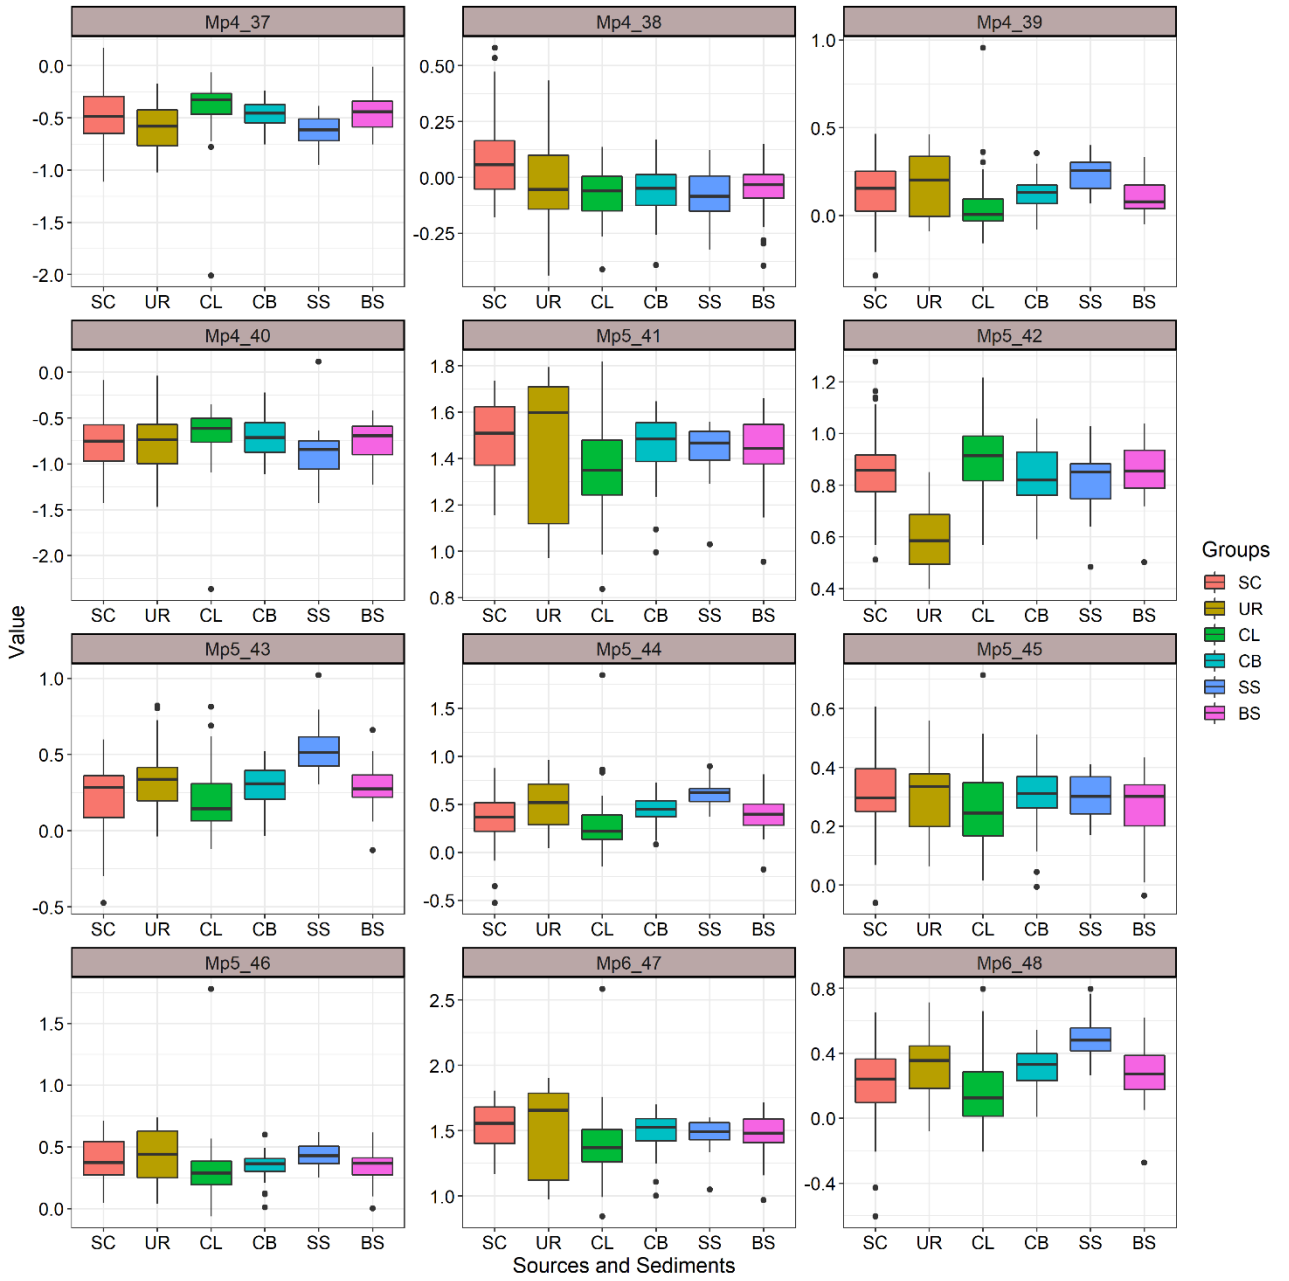 Mp4_37 Mp4_38 Mp4_39
0.0 0.50 1.0
-0.5 0.25 0.5
-1.0 0.00 0.0
-1.5 -0.25
-2.0
SC UR CL CB SS BS SC UR CL CB SS BS SC UR CL CB SS BS
Mp4_40 Mp5_41 Mp5_42
0.0 1.8 1.2
-0.5 1.6 1.0
-1.0 1.4 0.8
-1.5 1.2 0.6
-2.0 1.0 0.4
0.8
SC UR CL CB SS BS SC UR CL CB SS BS SC UR CL CB SS BS
Groups
SC
UR
CL
CB
SS
BS
Value
Mp5_43 Mp5_44 Mp5_45
1.0 1.5 0.6
0.5 1.0 0.4
0.0 0.5 0.2
-0.5 0.0 0.0
-0.5
SC UR CL CB SS BS SC UR CL CB SS BS SC UR CL CB SS BS
Mp5_46 Mp6_47 Mp6_48
1.5 2.5 0.8
1.0 2.0 0.4
0.5 1.5 0.0
0.0 1.0 -0.4
SC UR CL CB SS BS SC UR CL CB SS BS SC UR CL CB SS BS
Sources and Sediments